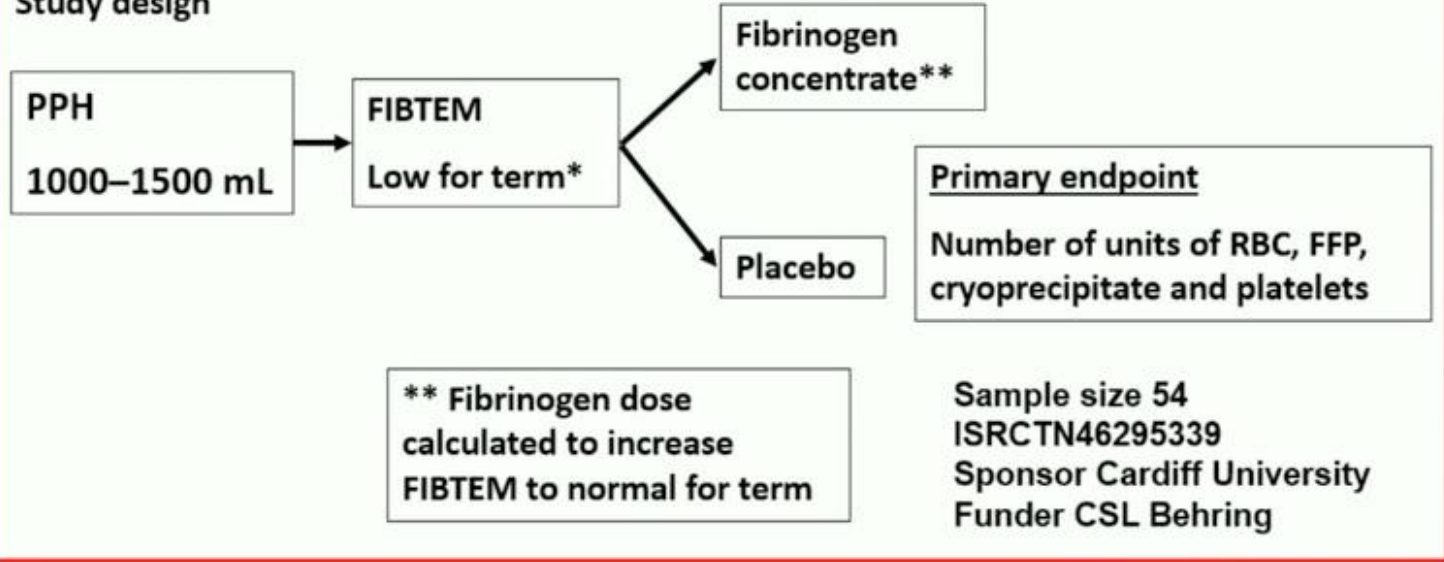 Study design
PPH
1000–1500 mL
FIBTEM
Low for term*
Fibrinogen
concentrate**
Placebo
Primary endpoint
Number of units of RBC, FFP,
cryoprecipitate and platelets
** Fibrinogen dose
calculated to increase
FIBTEM to normal for term
Sample size 54
ISRCTN46295339
Sponsor Cardiff University
Funder CSL Behring